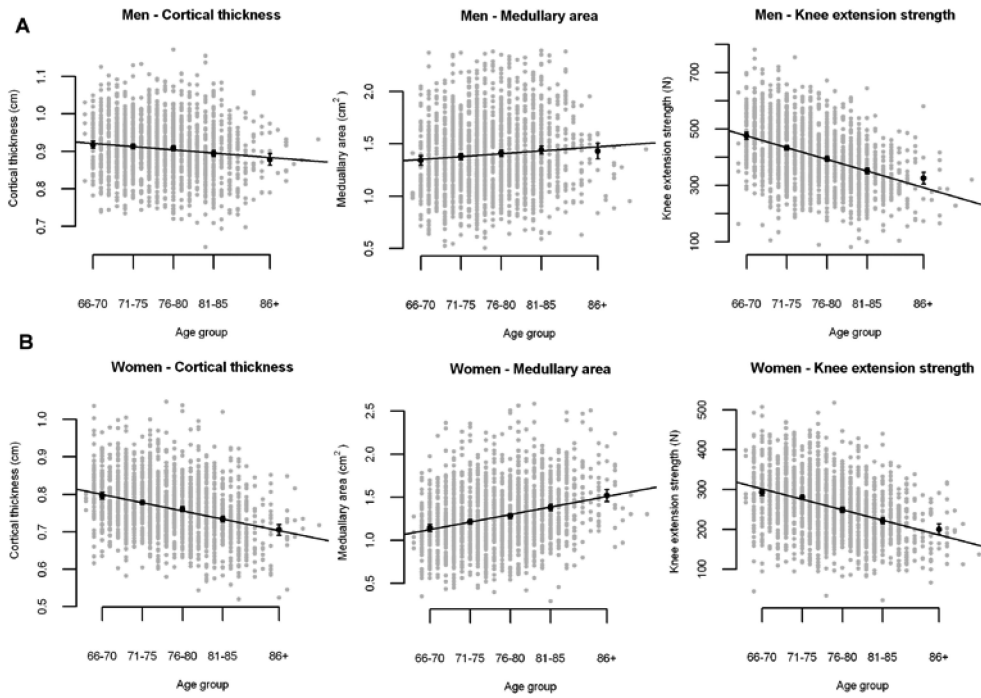 A
Men - Cortical thickness
Cortical thickness (cm)
1.1
1.0
0.9
0.8
0.7
66-70 71-75 76-80 81-85 86+
Age group
Men - Medullary area
Meduallary area (cm2)
2.0
1.5
1.0
0.5
66-70 71-75 76-80 81-85 86+
Age group
Men - Knee extension strength
Knee extension strength (N)
700
500
300
100
66-70 71-75 76-80 81-85 86+
Age group
B
Women - Cortical thickness
Cortical thickness (cm)
1.0
0.9
0.8
0.7
0.6
0.5
66-70 71-75 76-80 81-85 86+
Age group
Women - Medullary area
Meduallary area (cm2)
2.5
2.0
1.5
1.0
0.5
66-70 71-75 76-80 81-85 86+
Age group
Women - Knee extension strength
Knee extension strength (N)
500
400
300
200
100
66-70 71-75 76-80 81-85 86+
Age group